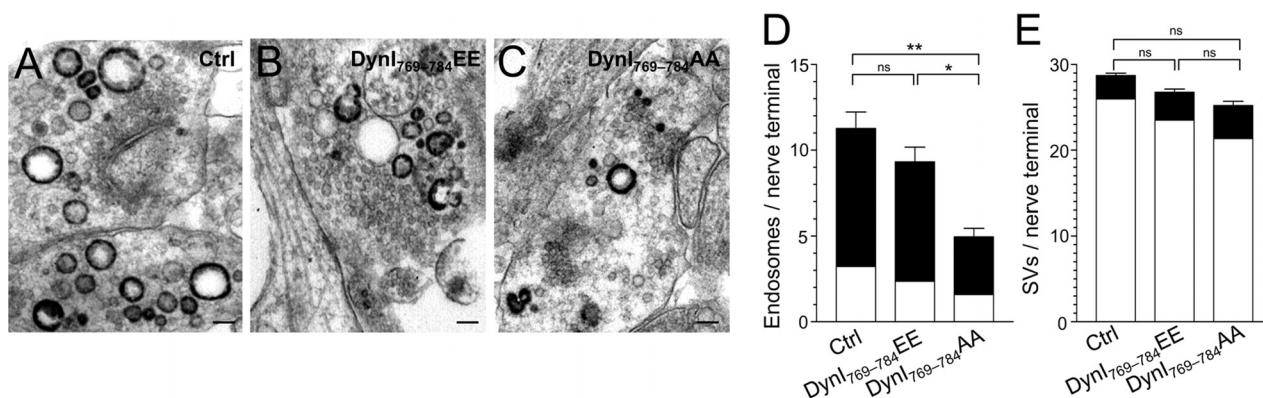 A
Ctrl
B
DynI769–784EE
C
DynI769–784AA
D
**
ns
*
15
10
5
0
Endosomes / nerve terminal
Ctrl
DynI769–784EE
DynI769–784AA
E
ns
ns
ns
30
20
10
0
SVs / nerve terminal
Ctrl
DynI769–784EE
DynI769–784AA